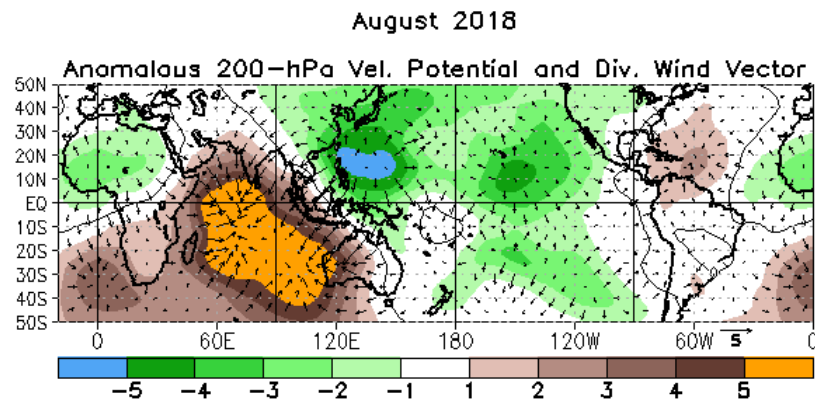 August 2018
Anomalous 200-hPa Vel. Potential and Div. Wind Vector
50N
40N
30N
20N
10N
EQ
10S
20S
30S
40S
50S
0 60E 120E 180 120W 60W 0
5
-5 -4 -3 -2 -1 1 2 3 4 5